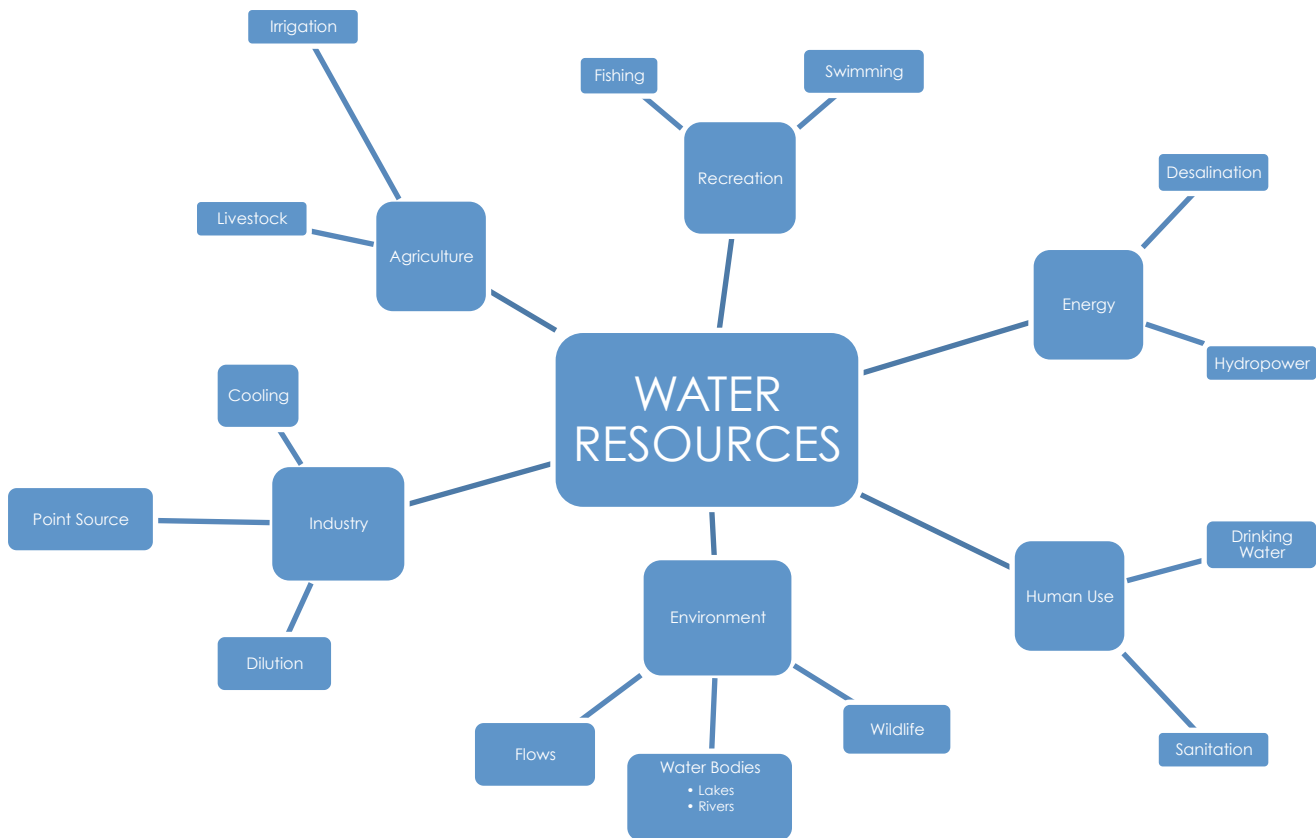 Irrigation
Fishing
Swimming
Recreation
Desalination
Livestock
Agriculture
Energy
Hydropower
WATER
RESOURCES
Cooling
Point Source
Industry
Dilution
Environment
Drinking
Water
Human Use
Flows
Water Bodies
• Lakes
• Rivers
Wildlife
Sanitation